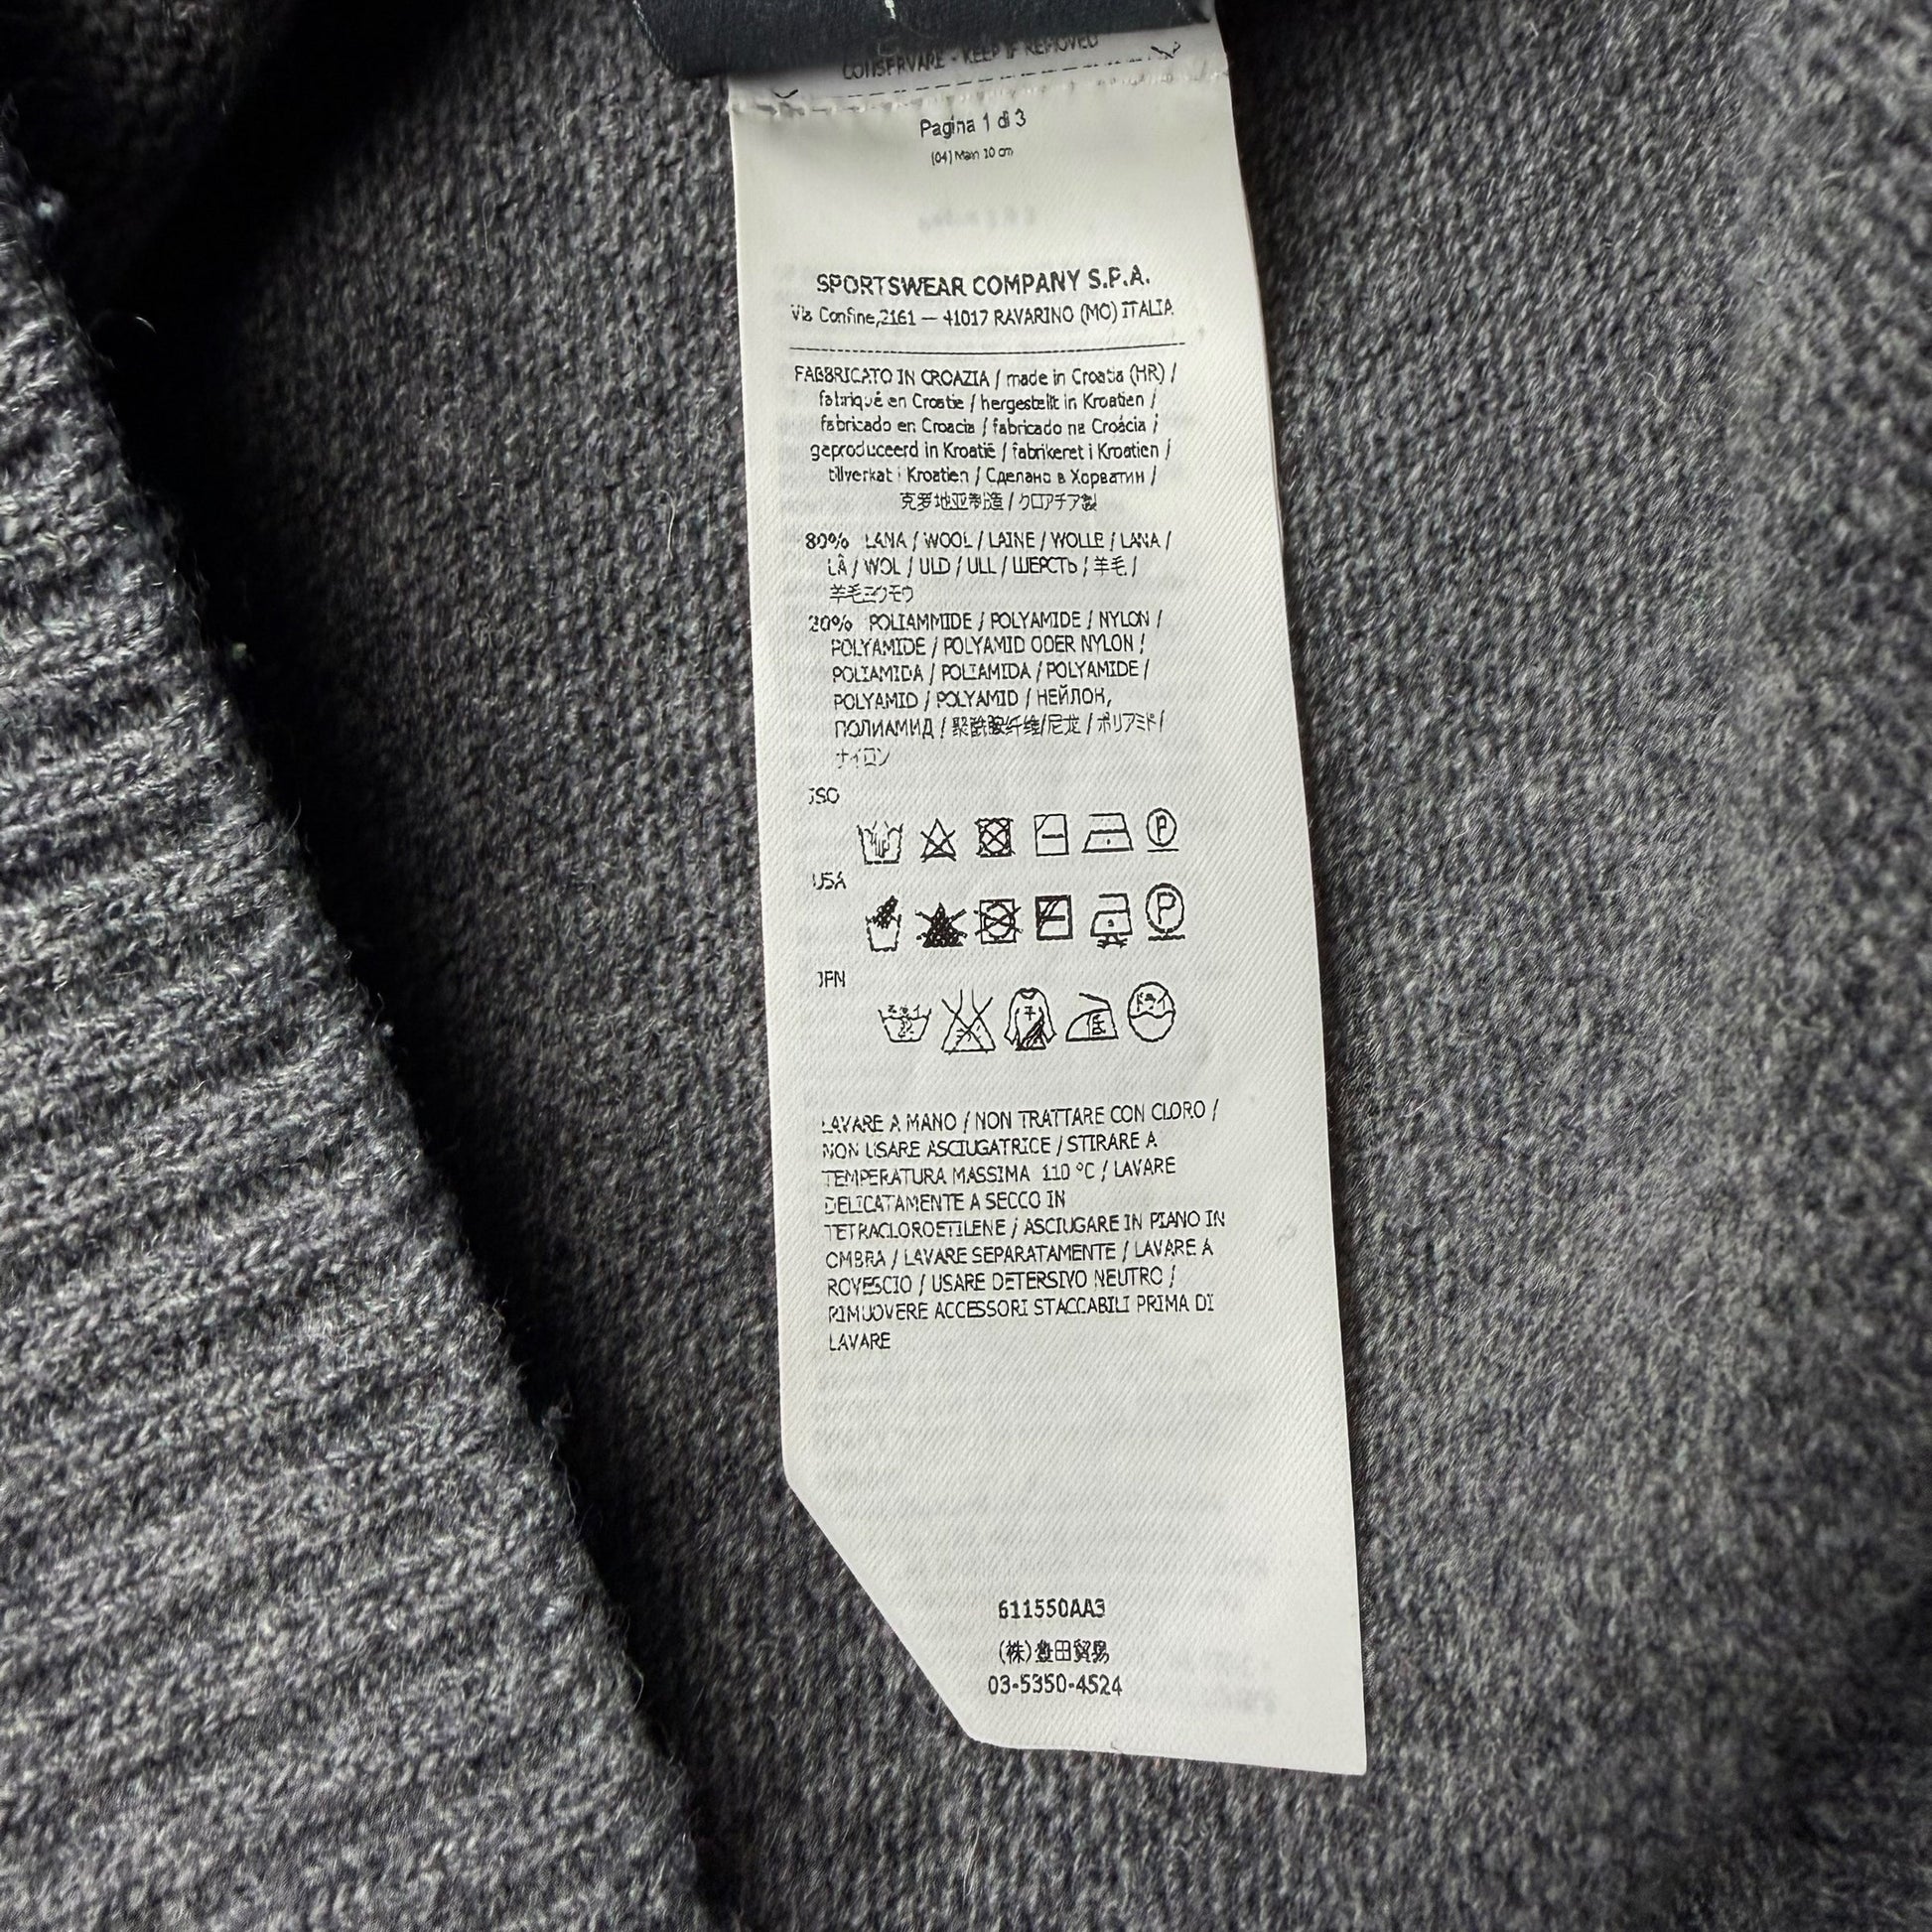 CONSERVARE - KEEP IF REMOVED
Pagina 1 di 3
(04) Main 10 cm
SPORTSWEAR COMPANY S.P.A.
Via Confine,2161 — 41017 RAVARINO (MO) ITALIA
FABBRICATO IN CROAZIA / made in Croatia (HR) /
fabriqué en Croatie / hergestellt in Kroatien /
fabricado en Croacia / fabricado na Croácia /
geproduceerd in Kroatië / fabrikeret i Kroatien /
tillverkat i Kroatien / Сделано в Хорватии /
克罗地亚制造 / クロアチア製
80% LANA / WOOL / LAINE / WOLLE / LANA /
LÃ / WOL / ULD / ULL / ШЕРСТЬ / 羊毛 /
羊毛ヨウモウ
20% POLIAMMIDE / POLYAMIDE / NYLON /
POLYAMIDE / POLYAMID ODER NYLON /
POLIAMIDA / POLIAMIDA / POLYAMIDE /
POLYAMID / POLYAMID / НЕЙЛОН,
ПОЛИАМИД / 聚酰胺纤维/尼龙 / ポリアミド/
ナイロン
ISO
P
USA
P
JPN
低
ドライ
LAVARE A MANO / NON TRATTARE CON CLORO /
NON USARE ASCIUGATRICE / STIRARE A
TEMPERATURA MASSIMA 110 °C / LAVARE
DELICATAMENTE A SECCO IN
TETRACLOROETILENE / ASCIUGARE IN PIANO IN
OMBRA / LAVARE SEPARATAMENTE / LAVARE A
ROVESCIO / USARE DETERSIVO NEUTRO /
RIMUOVERE ACCESSORI STACCABILI PRIMA DI
LAVARE
611550AA3
(株)豊田貿易
03-5350-4524